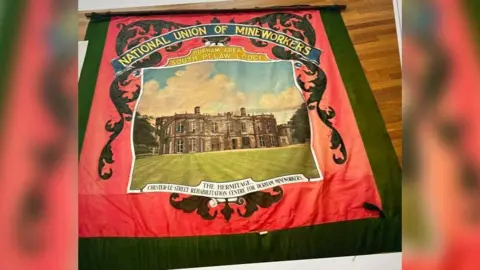 NATIONAL UNION OF MINEWORKERS
DURHAM AREA
SOUTH PELAW LODGE
THE HERMITAGE
CHESTER-LE-STREET REHABILITATION CENTRE FOR DURHAM MINEWORKERS